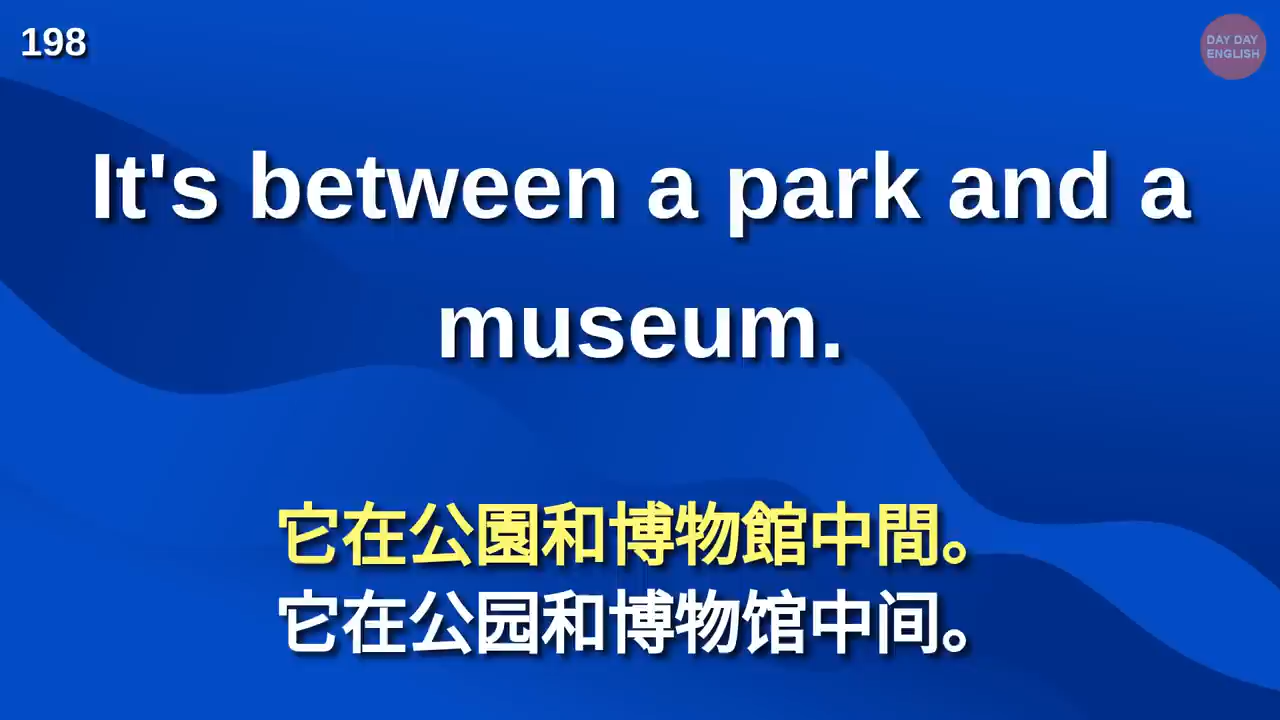 198
DAY DAY
ENGLISH
It's between a park and a
museum.
它在公園和博物館中間。
它在公园和博物馆中间。